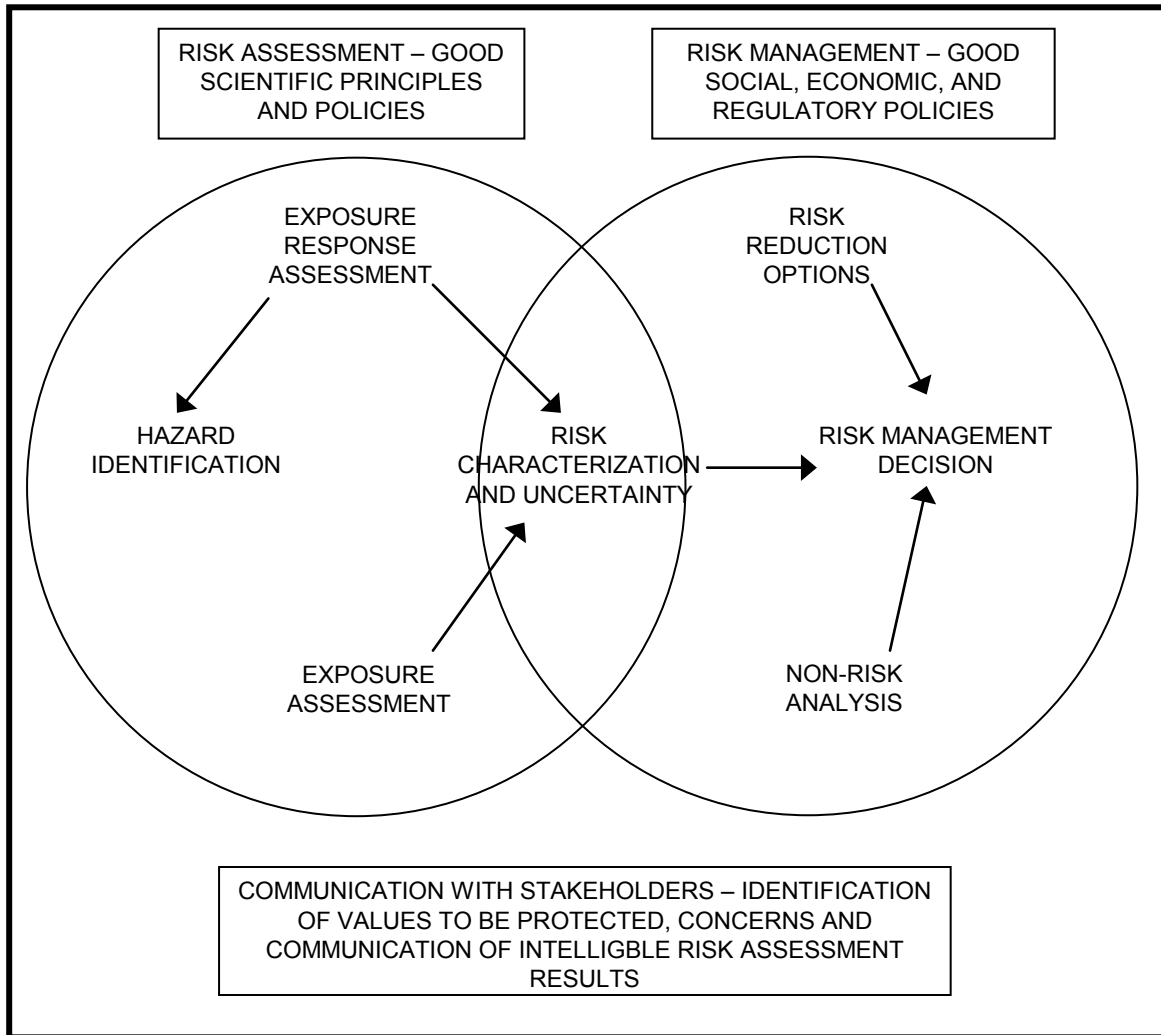 RISK ASSESSMENT – GOOD
SCIENTIFIC PRINCIPLES
AND POLICIES
RISK MANAGEMENT – GOOD
SOCIAL, ECONOMIC, AND
REGULATORY POLICIES
EXPOSURE
RESPONSE
ASSESSMENT
RISK
REDUCTION
OPTIONS
HAZARD
IDENTIFICATION
RISK
CHARACTERIZATION
AND UNCERTAINTY
RISK MANAGEMENT
DECISION
EXPOSURE
ASSESSMENT
NON-RISK
ANALYSIS
COMMUNICATION WITH STAKEHOLDERS – IDENTIFICATION
OF VALUES TO BE PROTECTED, CONCERNS AND
COMMUNICATION OF INTELLIGBLE RISK ASSESSMENT
RESULTS